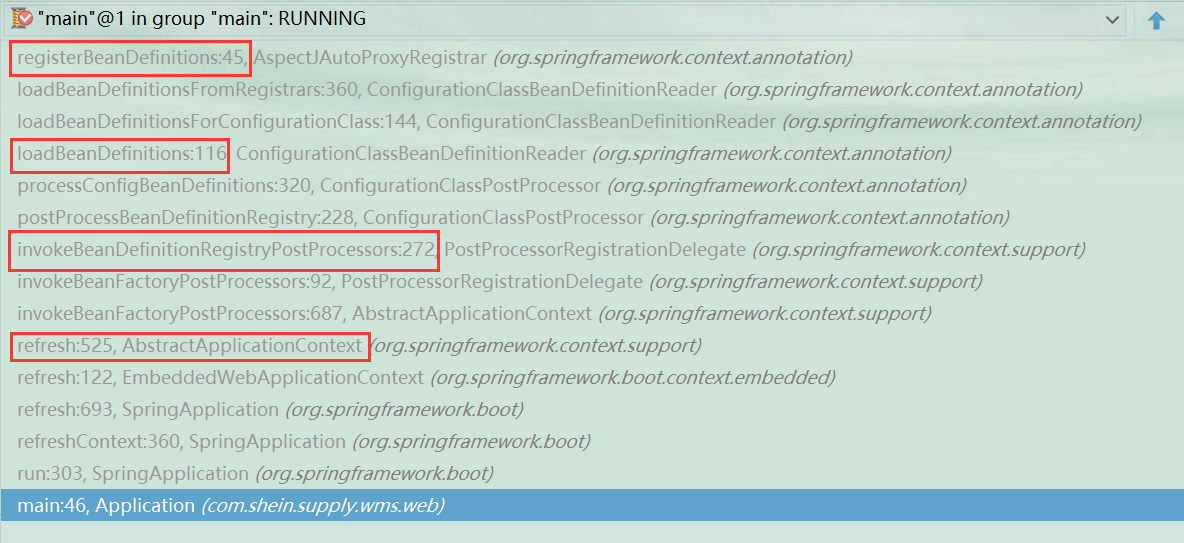 "main"@1 in group "main": RUNNING
registerBeanDefinitions:45, AspectJAutoProxyRegistrar (org.springframework.context.annotation)
loadBeanDefinitionsFromRegistrars:360, ConfigurationClassBeanDefinitionReader (org.springframework.context.annotation)
loadBeanDefinitionsForConfigurationClass:144, ConfigurationClassBeanDefinitionReader (org.springframework.context.annotation)
loadBeanDefinitions:116, ConfigurationClassBeanDefinitionReader (org.springframework.context.annotation)
processConfigBeanDefinitions:320, ConfigurationClassPostProcessor (org.springframework.context.annotation)
postProcessBeanDefinitionRegistry:228, ConfigurationClassPostProcessor (org.springframework.context.annotation)
invokeBeanDefinitionRegistryPostProcessors:272, PostProcessorRegistrationDelegate (org.springframework.context.support)
invokeBeanFactoryPostProcessors:92, PostProcessorRegistrationDelegate (org.springframework.context.support)
invokeBeanFactoryPostProcessors:687, AbstractApplicationContext (org.springframework.context.support)
refresh:525, AbstractApplicationContext (org.springframework.context.support)
refresh:122, EmbeddedWebApplicationContext (org.springframework.boot.context.embedded)
refresh:693, SpringApplication (org.springframework.boot)
refreshContext:360, SpringApplication (org.springframework.boot)
run:303, SpringApplication (org.springframework.boot)
main:46, Application (com.shein.supply.wms.web)